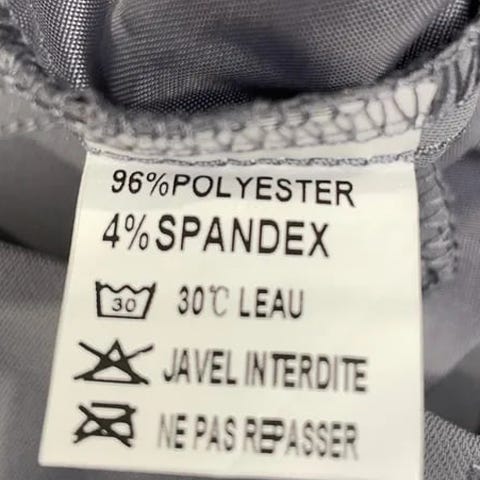 96%POLYESTER
4%SPANDEX
30 30℃ LEAU
JAVEL INTERDITE
NE PAS REPASSER